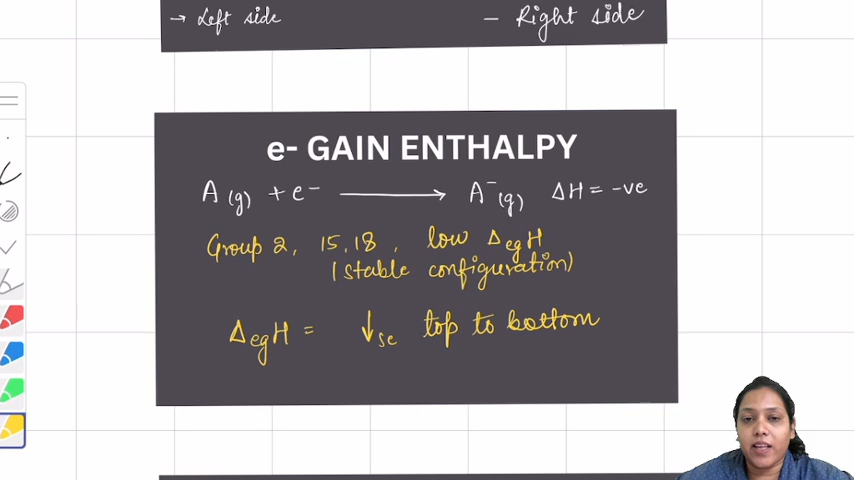 → Left side
– Right side
e- GAIN ENTHALPY
A(g) + e⁻ ⟶ A⁻(g) ΔH = -ve
Group 2, 15, 18, low ΔegH
(stable configuration)
ΔegH = ↓se top to bottom